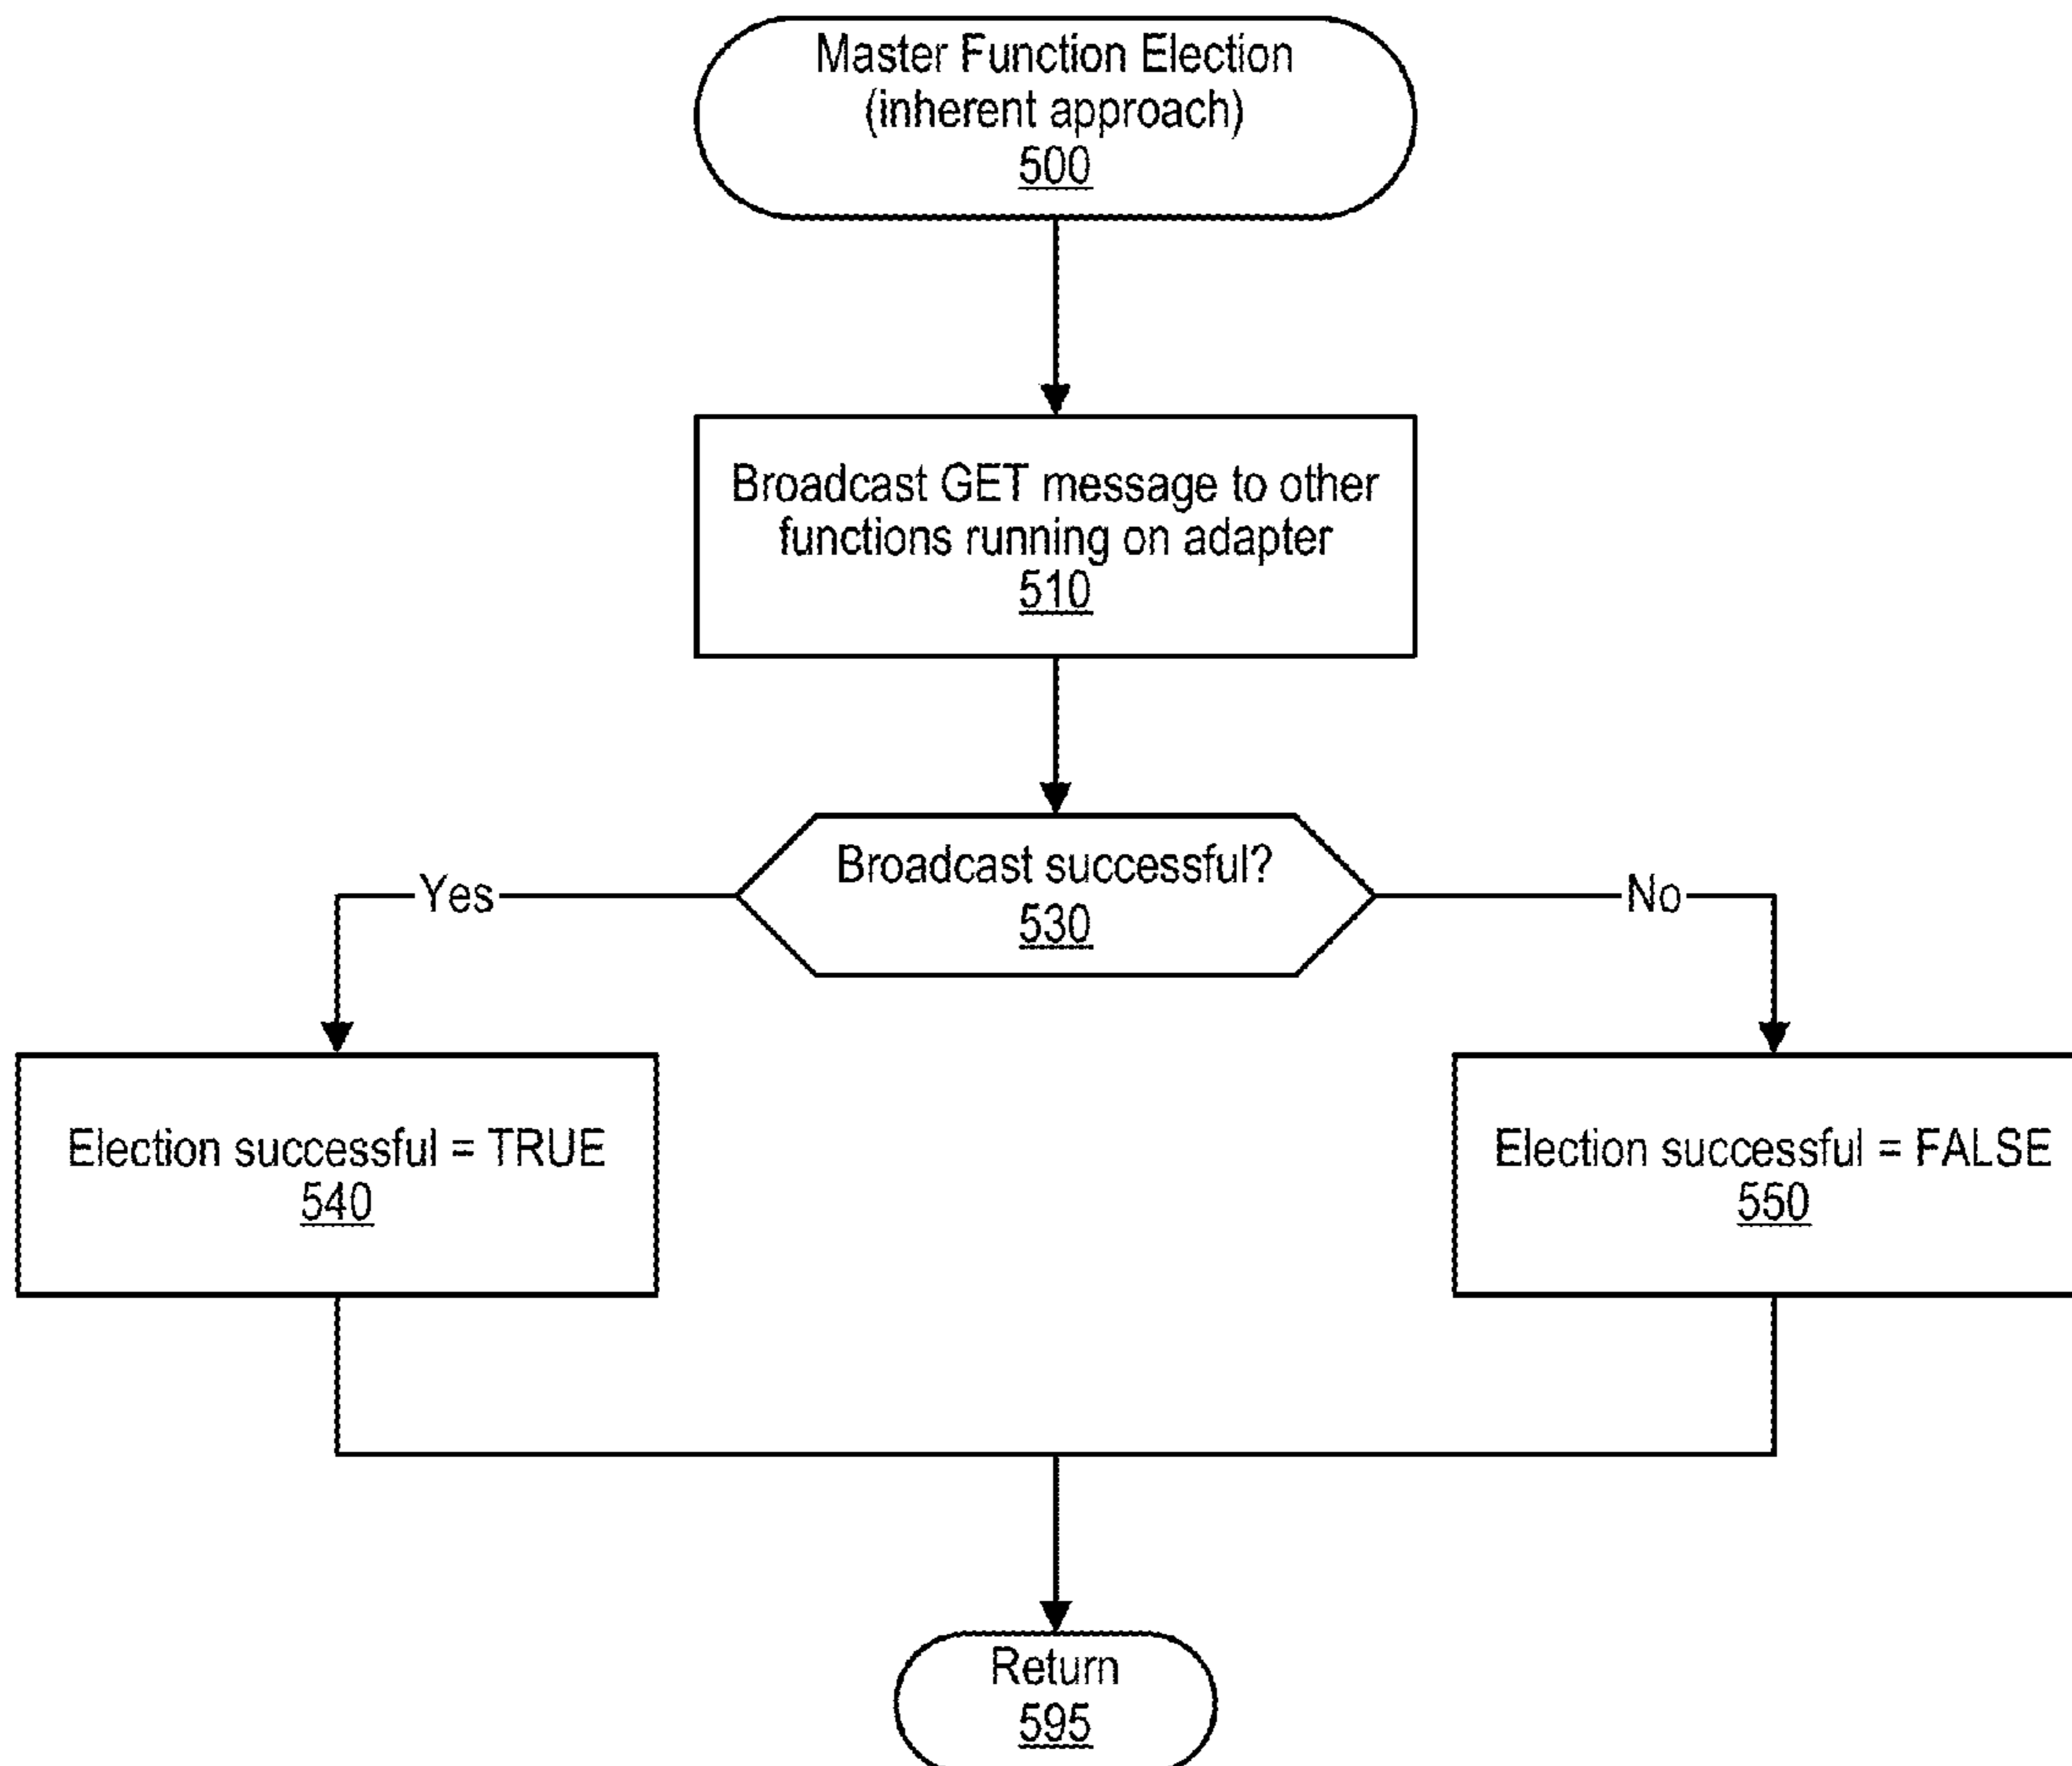 Master Function Election
(inherent approach)
500
Broadcast GET message to other
functions running on adapter
510
Broadcast successful?
530
Yes
No
Election successful = TRUE
540
Election successful = FALSE
550
Return
595